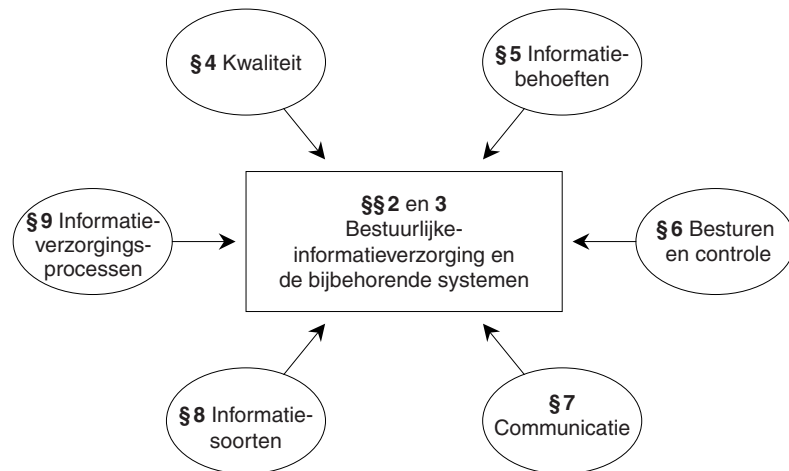 §4 Kwaliteit
§5 Informatie-
behoeften
§§2 en 3
Bestuurlijke-
informatieverzorging en
de bijbehorende systemen
§9 Informatie-
verzorgings-
processen
§6 Besturen
en controle
§8 Informatie-
soorten
§7
Communicatie